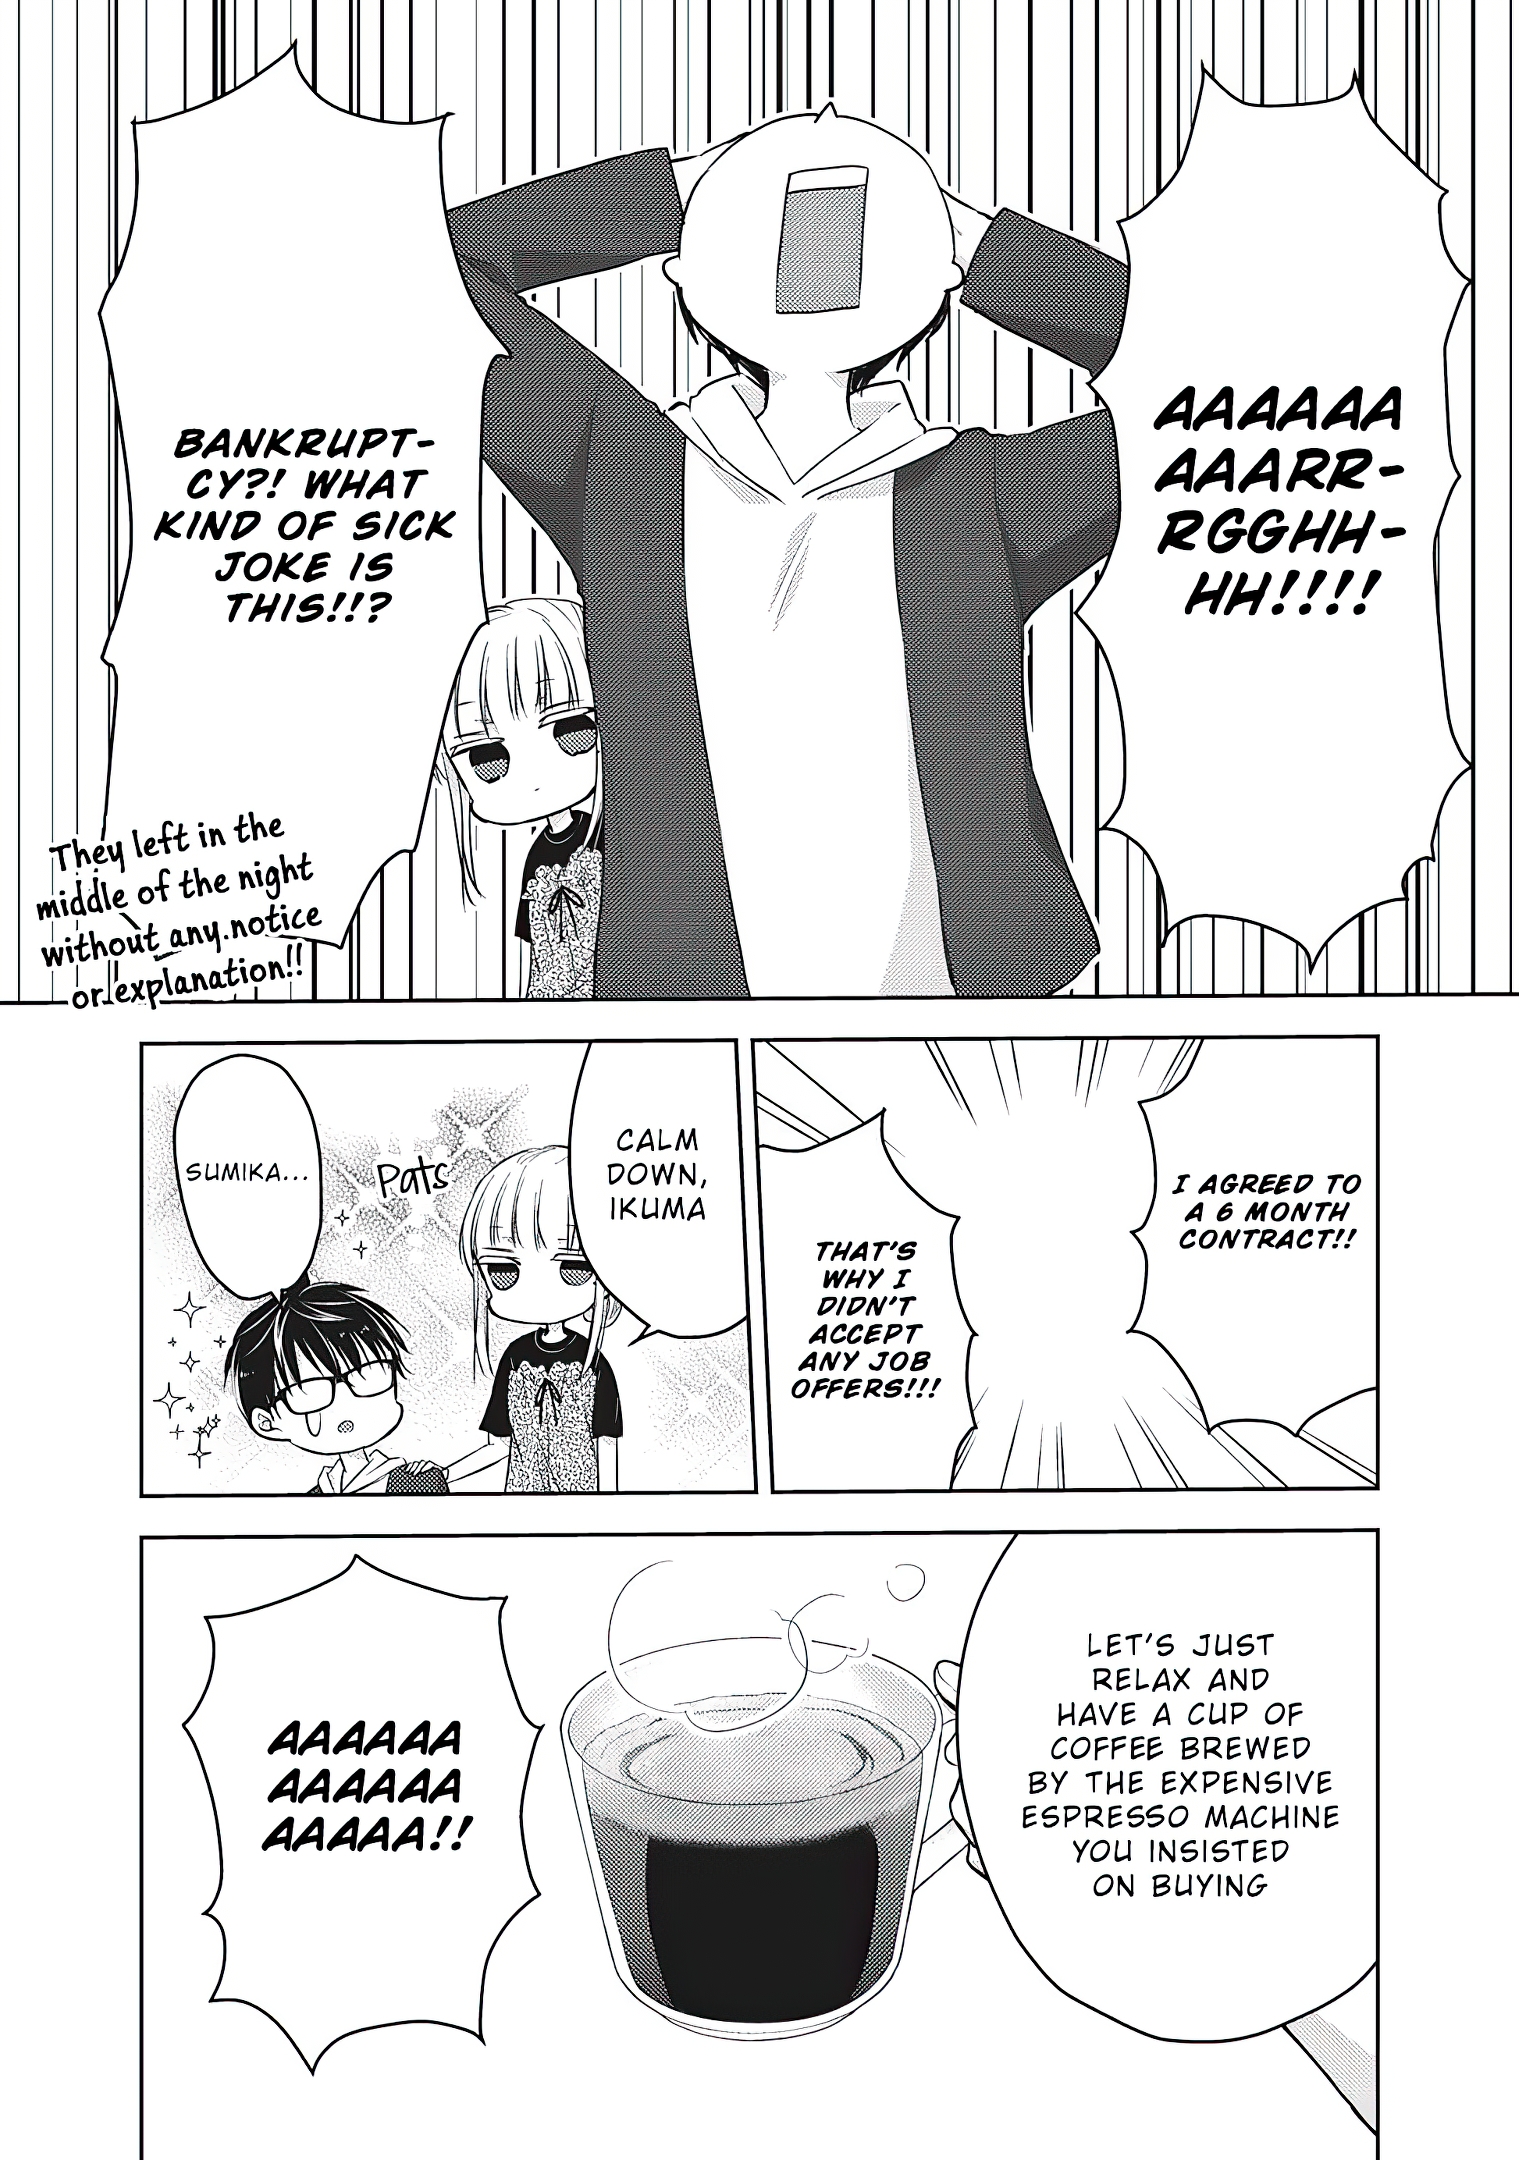 AAAAAA
AAARR-
RGGHH-
HH!!!!
BANKRUPT-
CY?! WHAT
KIND OF SICK
JOKE IS
THIS!!?
They left in the
middle of the night
without any notice
or explanation!!
I AGREED TO
A 6 MONTH
CONTRACT!!
THAT'S
WHY I
DIDN'T
ACCEPT
ANY JOB
OFFERS!!!
CALM
DOWN,
IKUMA
Pats
SUMIKA...
LET'S JUST
RELAX AND
HAVE A CUP OF
COFFEE BREWED
BY THE EXPENSIVE
ESPRESSO MACHINE
YOU INSISTED
ON BUYING
AAAAAA
AAAAAA
AAAAA!!